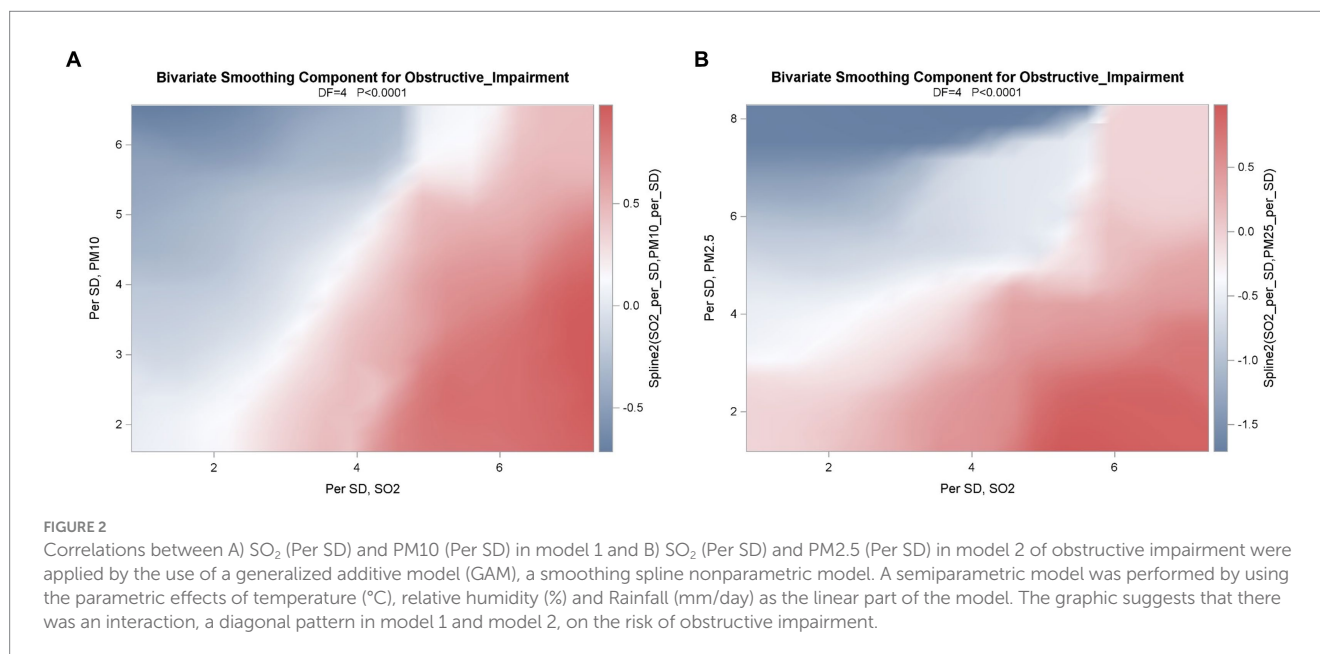 A
Bivariate Smoothing Component for Obstructive_Impairment
DF=4 P<0.0001
6
5
4
3
2
Per SD, PM10
2
4
6
Per SD, SO2
0.5
0.0
-0.5
Spline2(SO2_per_SD,PM10_per_SD)
B
Bivariate Smoothing Component for Obstructive_Impairment
DF=4 P<0.0001
8
6
4
2
Per SD, PM2.5
2
4
6
Per SD, SO2
0.5
0.0
-0.5
-1.0
-1.5
Spline2(SO2_per_SD,PM25_per_SD)
FIGURE 2
Correlations between A) SO₂ (Per SD) and PM10 (Per SD) in model 1 and B) SO₂ (Per SD) and PM2.5 (Per SD) in model 2 of obstructive impairment were
applied by the use of a generalized additive model (GAM), a smoothing spline nonparametric model. A semiparametric model was performed by using
the parametric effects of temperature (°C), relative humidity (%) and Rainfall (mm/day) as the linear part of the model. The graphic suggests that there
was an interaction, a diagonal pattern in model 1 and model 2, on the risk of obstructive impairment.